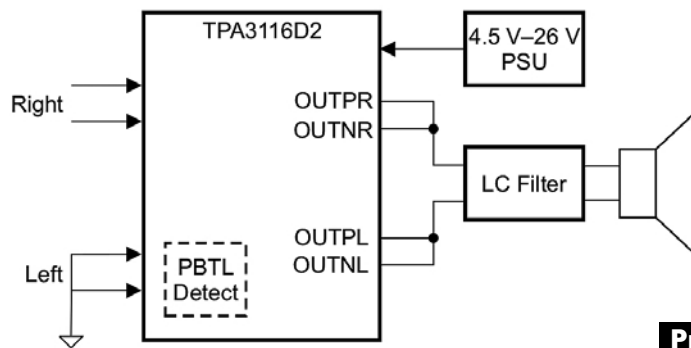 TPA3116D2
4.5 V–26 V
PSU
Right
OUTPR
OUTNR
LC Filter
OUTPL
OUTNL
Left
PBTL
Detect